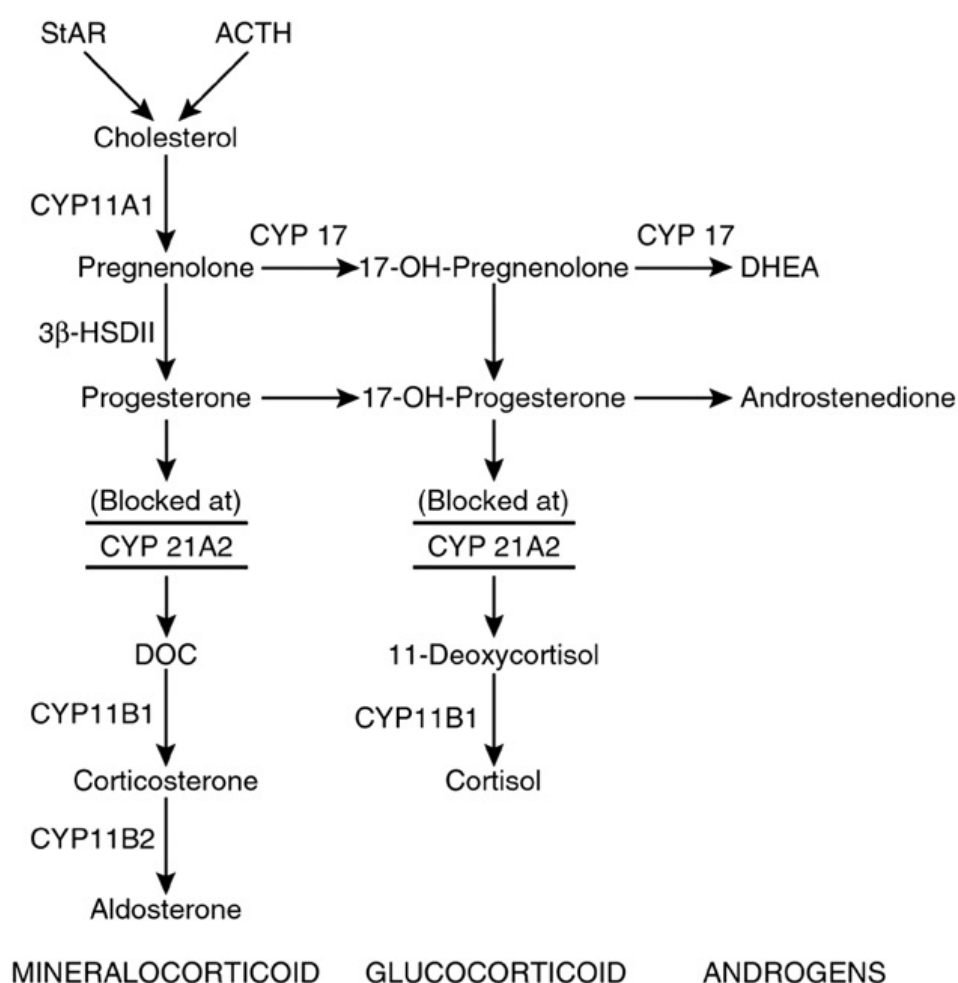 StAR ACTH
Cholesterol
CYP11A1
CYP 17 CYP 17
Pregnenolone 17-OH-Pregnenolone DHEA
3β-HSDII
Progesterone 17-OH-Progesterone Androstenedione
(Blocked at) (Blocked at)
CYP 21A2 CYP 21A2
DOC 11-Deoxycortisol
CYP11B1 CYP11B1
Corticosterone Cortisol
CYP11B2
Aldosterone
MINERALOCORTICOID GLUCOCORTICOID ANDROGENS